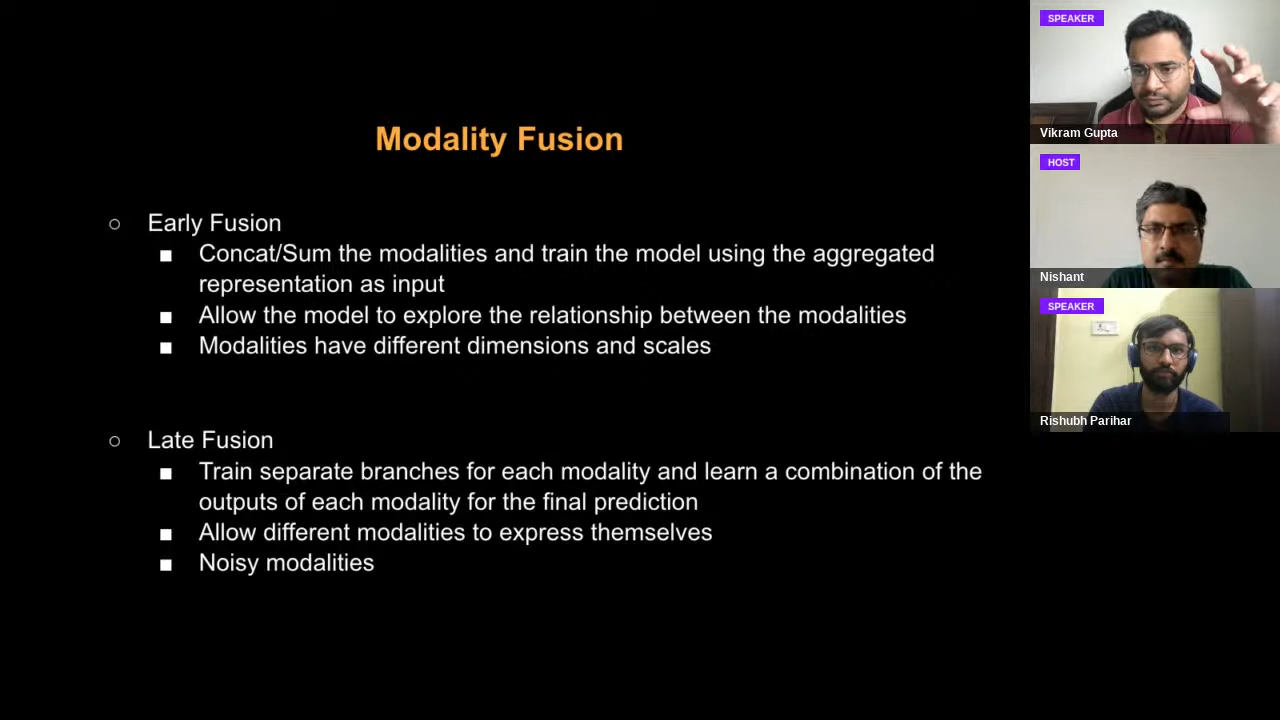 Modality Fusion
○ Early Fusion
■ Concat/Sum the modalities and train the model using the aggregated
representation as input
■ Allow the model to explore the relationship between the modalities
■ Modalities have different dimensions and scales
○ Late Fusion
■ Train separate branches for each modality and learn a combination of the
outputs of each modality for the final prediction
■ Allow different modalities to express themselves
■ Noisy modalities
SPEAKER
Vikram Gupta
HOST
Nishant
SPEAKER
Rishubh Parihar